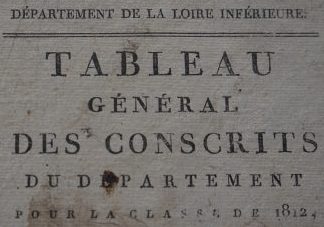 DÉPARTEMENT DE LA LOIRE INFÉRIEURE.
TABLEAU
GÉNÉRAL
DES CONSCRITS
DU DÉPARTEMENT
POUR LA CLASSE DE 1812,